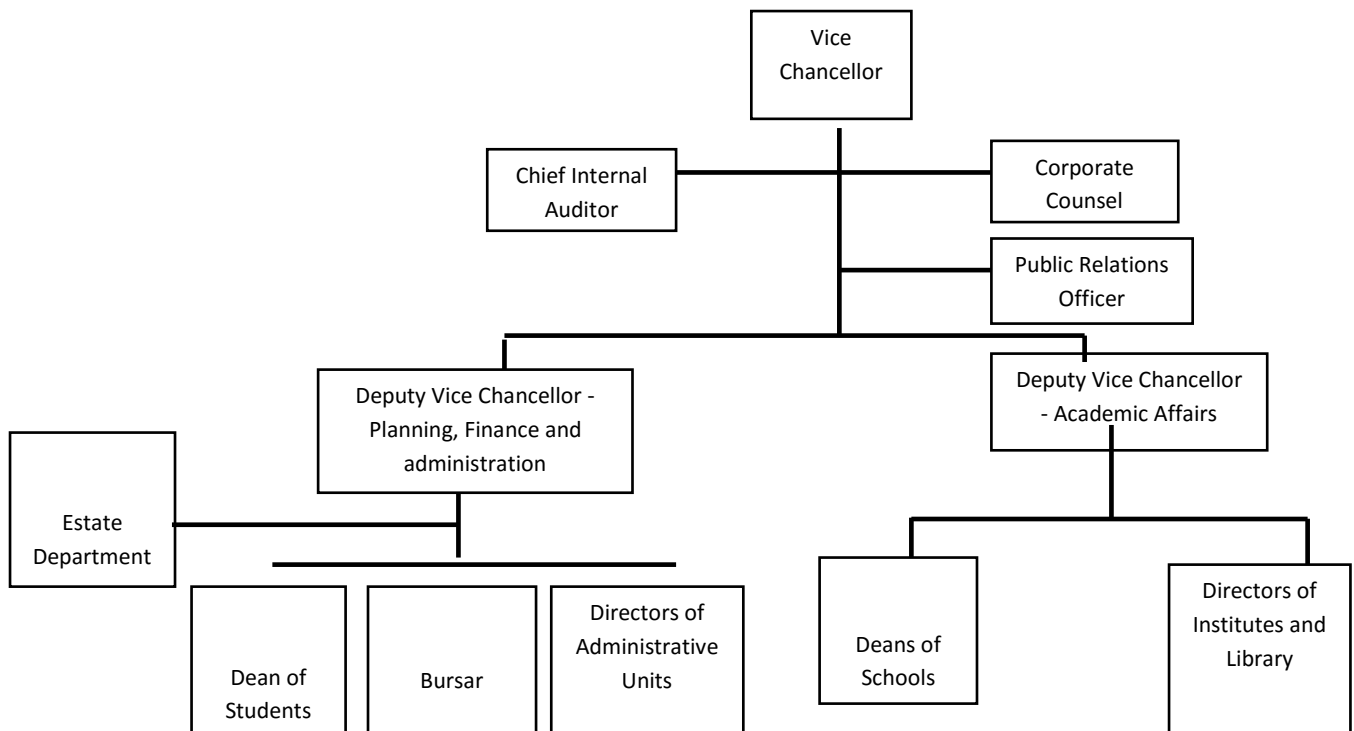 Vice
Chancellor
Chief Internal
Auditor
Corporate
Counsel
Public Relations
Officer
Deputy Vice Chancellor -
Planning, Finance and
administration
Deputy Vice Chancellor
- Academic Affairs
Estate
Department
Dean of
Students
Bursar
Directors of
Administrative
Units
Deans of
Schools
Directors of
Institutes and
Library